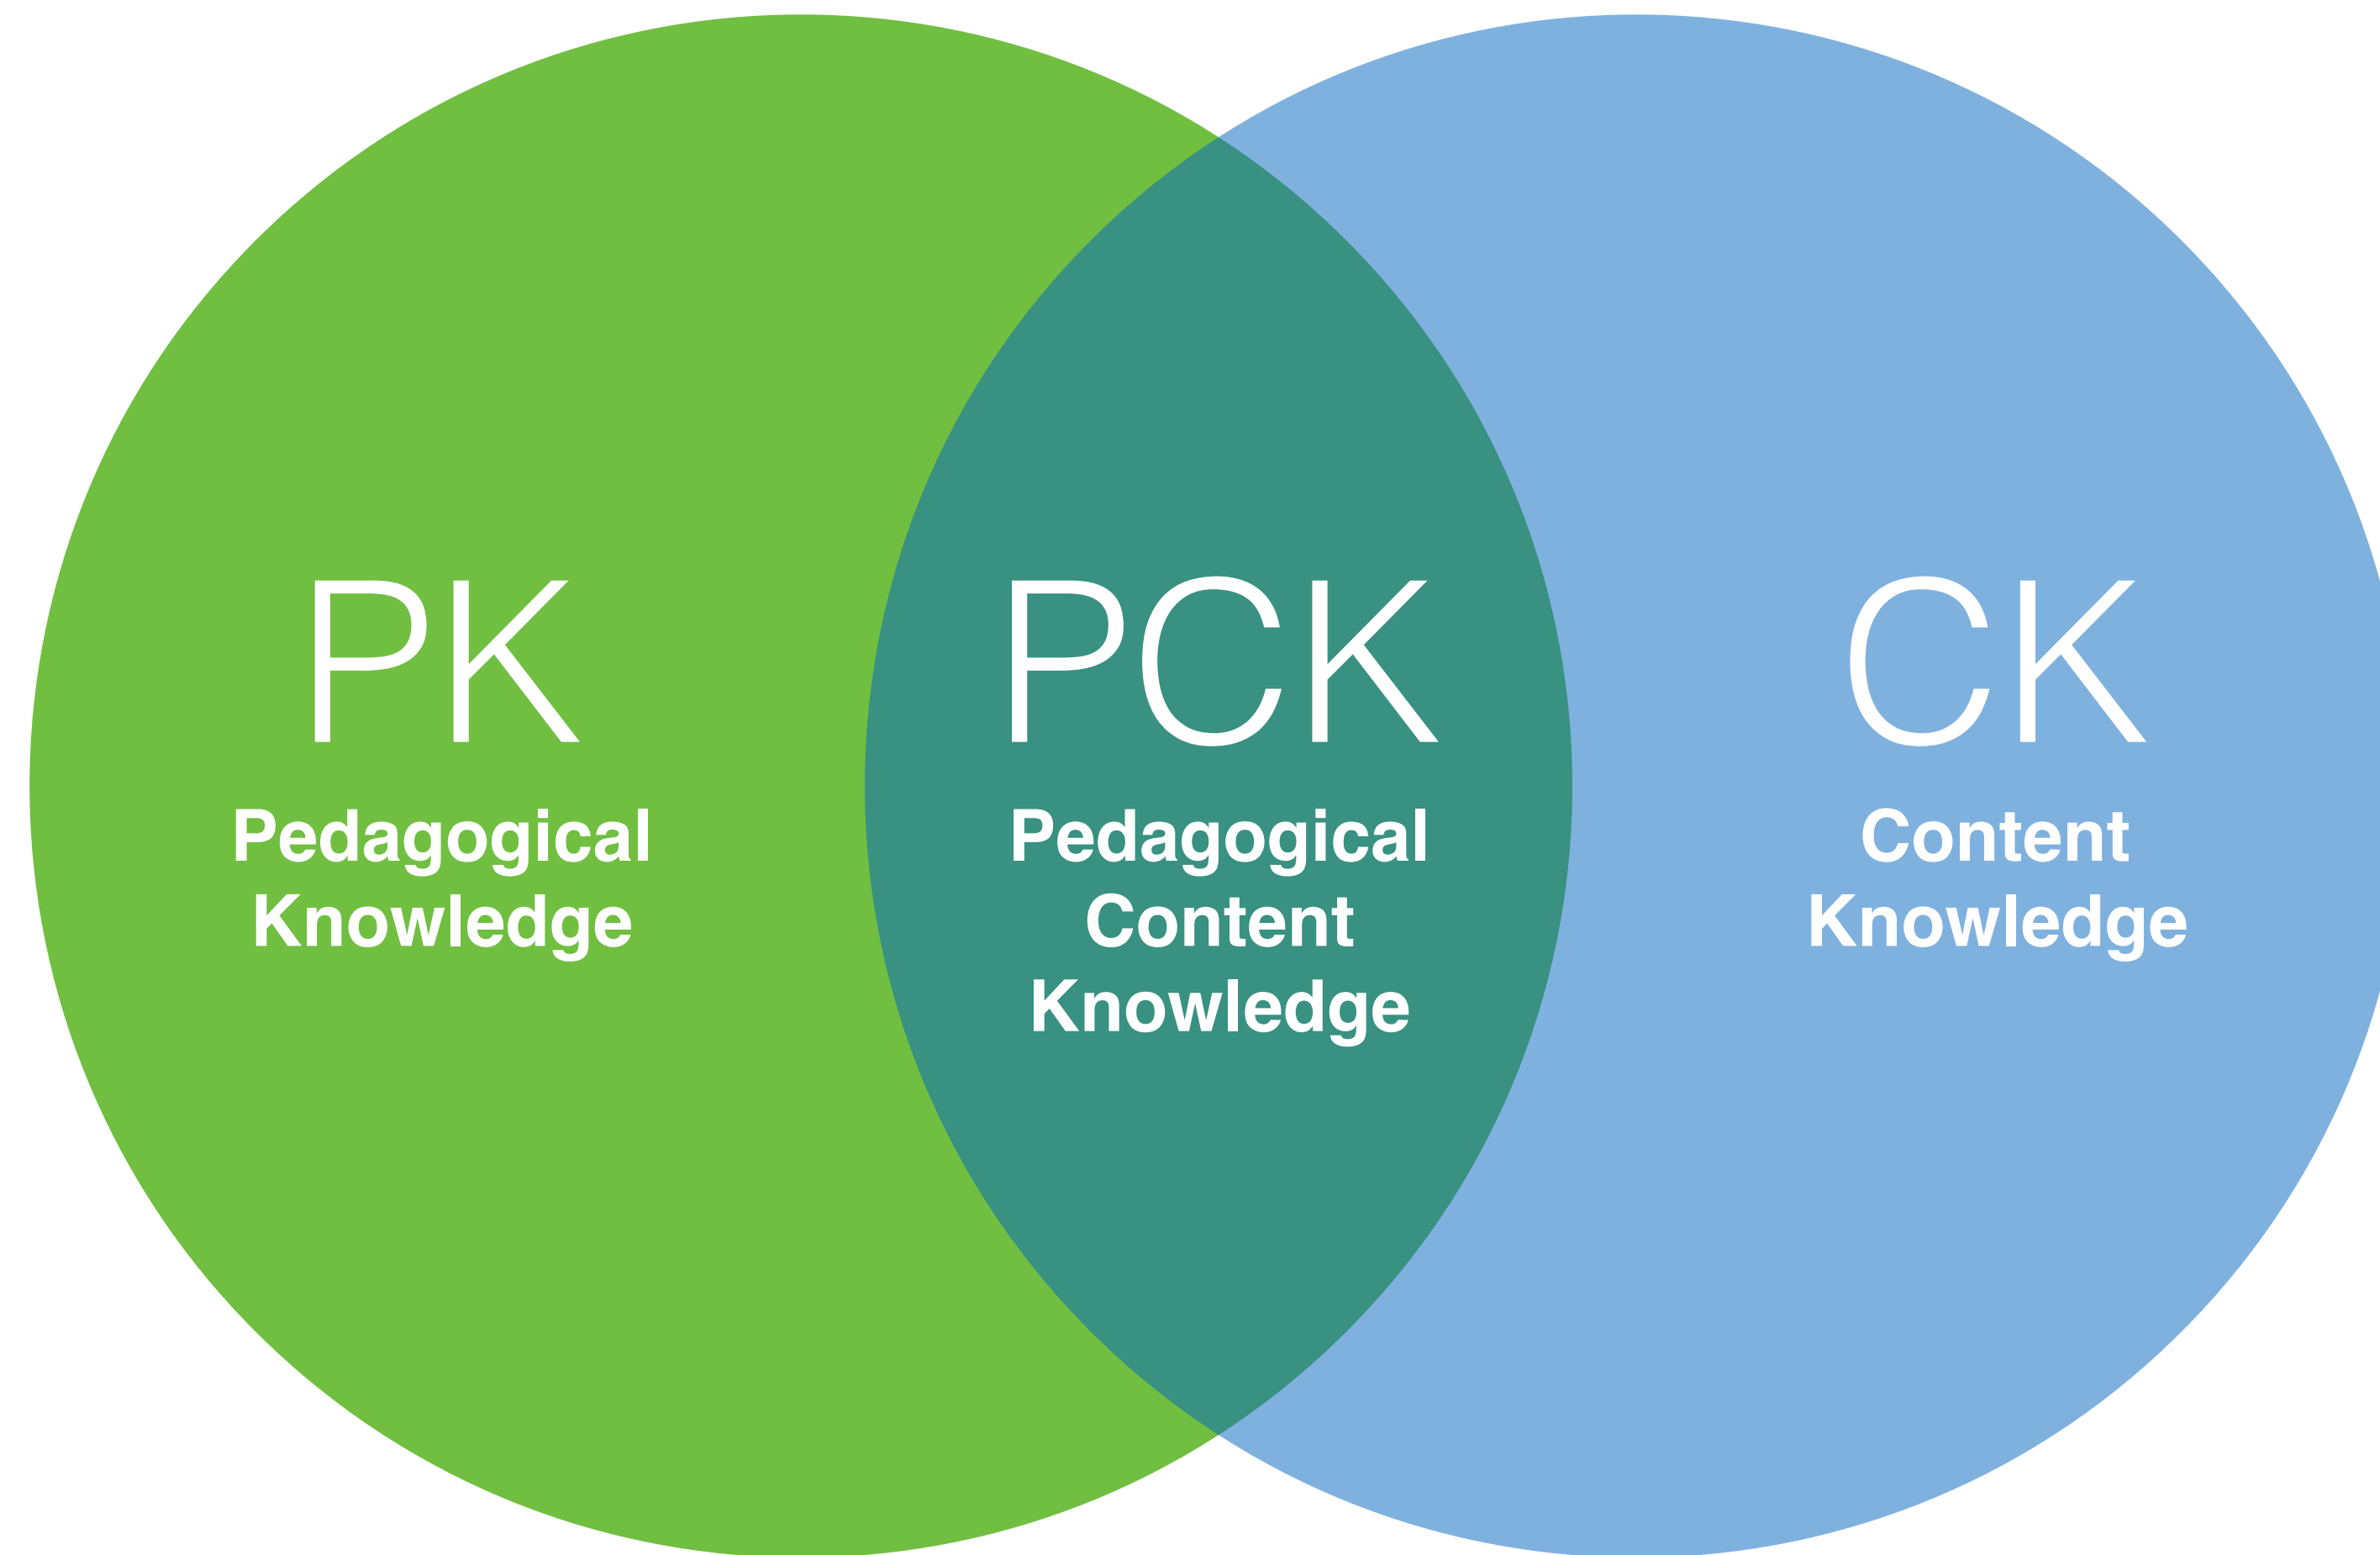 PK
Pedagogical
Knowledge
PCK
Pedagogical
Content
Knowledge
CK
Content
Knowledge